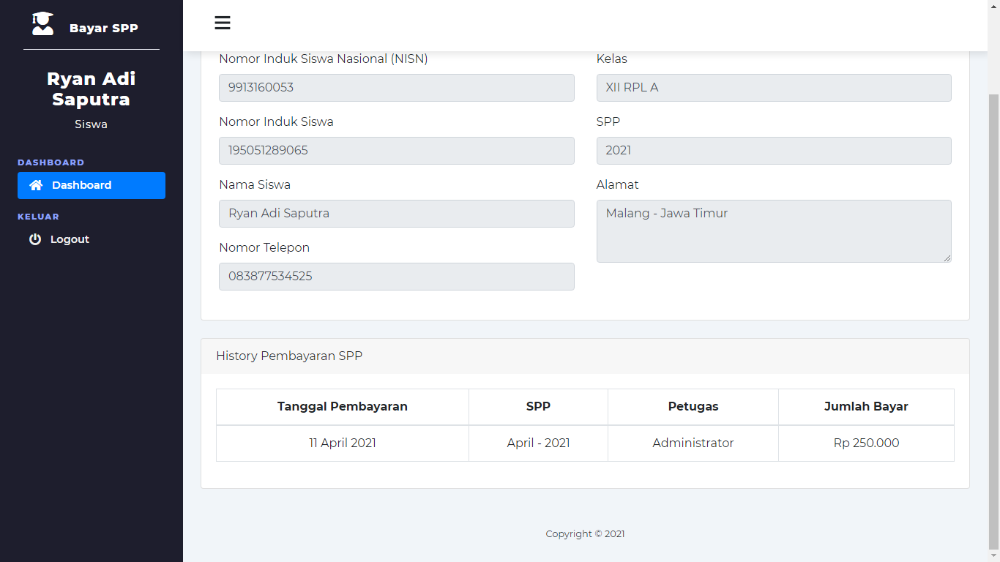 Bayar SPP
Ryan Adi
Saputra
Siswa
DASHBOARD
Dashboard
KELUAR
Logout
Nomor Induk Siswa Nasional (NISN)
9913160053
Nomor Induk Siswa
195051289065
Nama Siswa
Ryan Adi Saputra
Nomor Telepon
083877534525
Kelas
XII RPL A
SPP
2021
Alamat
Malang - Jawa Timur
History Pembayaran SPP
Tanggal Pembayaran SPP Petugas Jumlah Bayar
11 April 2021 April - 2021 Administrator Rp 250.000
Copyright © 2021